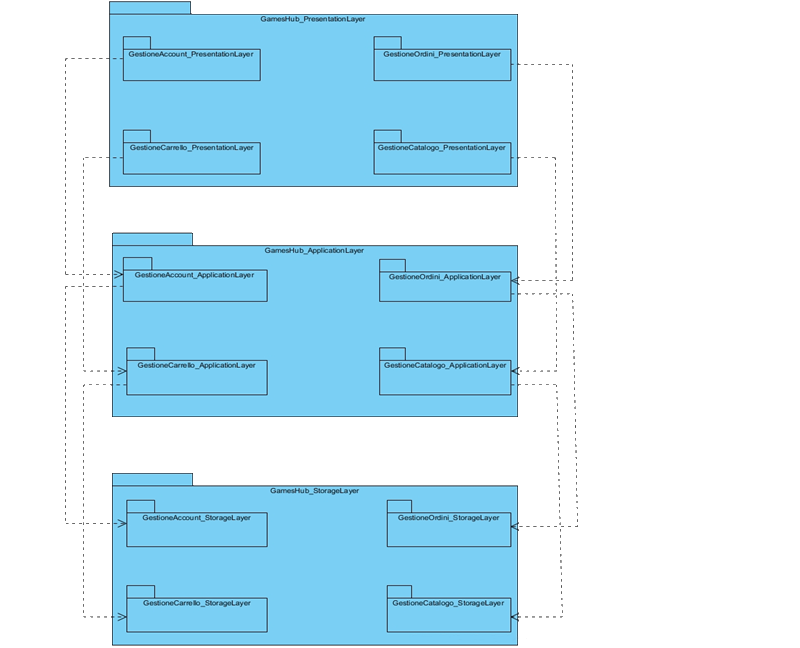 GamesHub_PresentationLayer
GestioneAccount_PresentationLayer
GestioneOrdini_PresentationLayer
GestioneCarrello_PresentationLayer
GestioneCatalogo_PresentationLayer
GamesHub_ApplicationLayer
GestioneAccount_ApplicationLayer
GestioneOrdini_ApplicationLayer
GestioneCarrello_ApplicationLayer
GestioneCatalogo_ApplicationLayer
GamesHub_StorageLayer
GestioneAccount_StorageLayer
GestioneOrdini_StorageLayer
GestioneCarrello_StorageLayer
GestioneCatalogo_StorageLayer